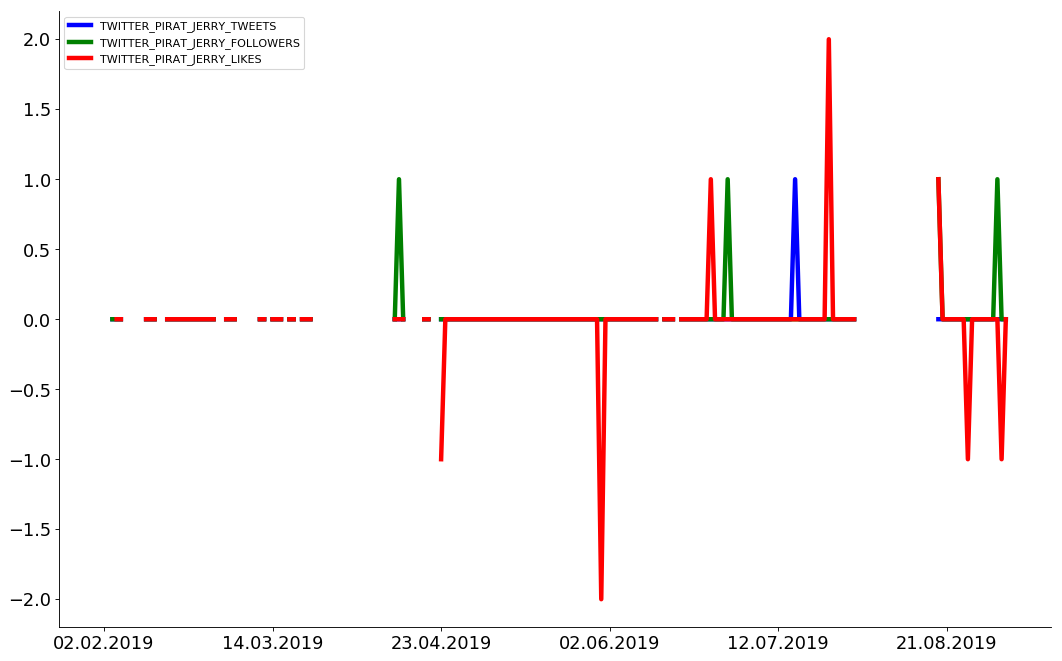 TWITTER_PIRAT_JERRY_TWEETS
TWITTER_PIRAT_JERRY_FOLLOWERS
TWITTER_PIRAT_JERRY_LIKES
2.0
1.5
1.0
0.5
0.0
−0.5
−1.0
−1.5
−2.0
02.02.2019 14.03.2019 23.04.2019 02.06.2019 12.07.2019 21.08.2019